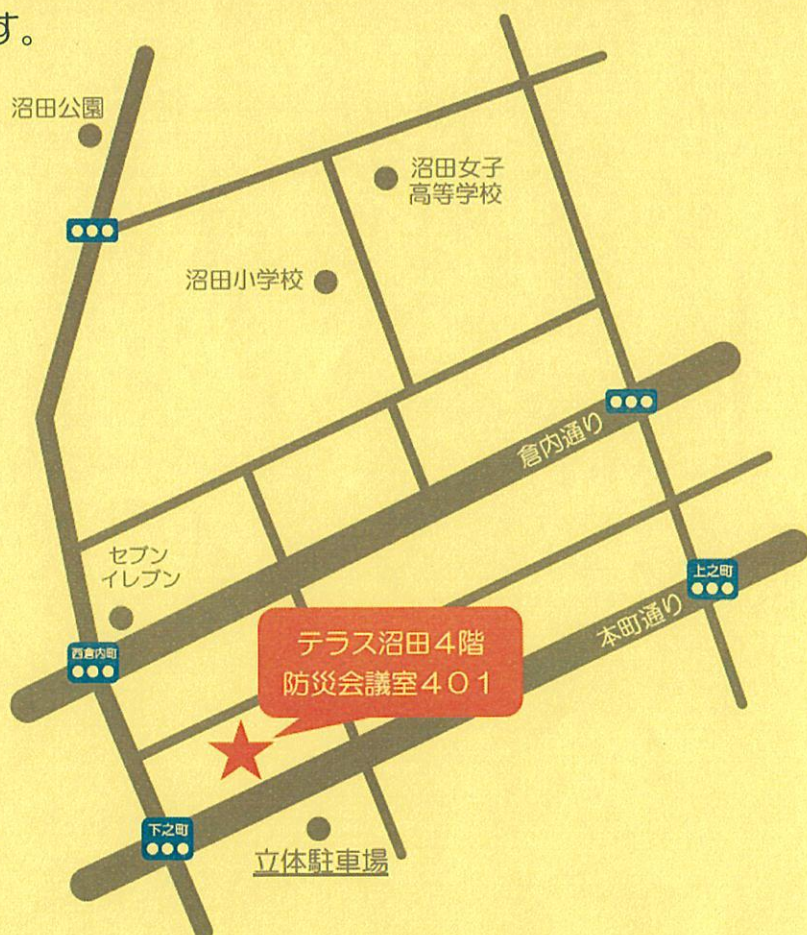 す。
沼田公園
沼田女子
高等学校
沼田小学校
倉内通り
セブン
イレブン
上之町
本町通り
西倉内町
テラス沼田4階
防災会議室401
下之町
立体駐車場